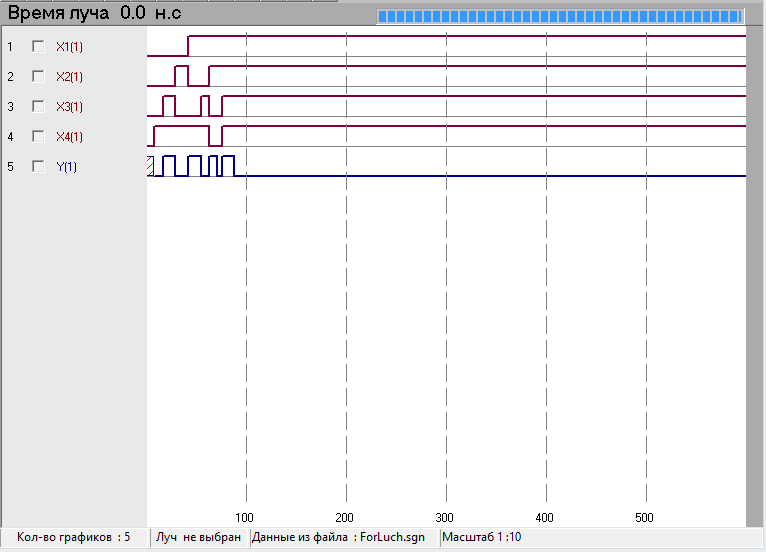 Время луча 0.0 н.с
1 X1(1)
2 X2(1)
3 X3(1)
4 X4(1)
5 Y(1)
100 200 300 400 500
Кол-во графиков : 5 Луч не выбран Данные из файла : ForLuch.sgn Масштаб 1 :10